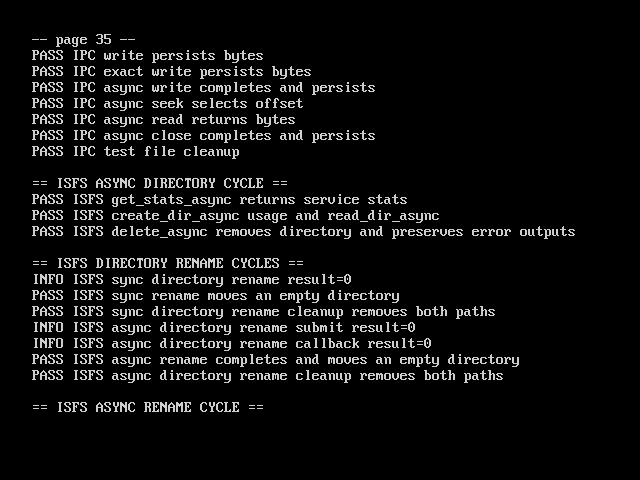 -- page 35 --
PASS IPC write persists bytes
PASS IPC exact write persists bytes
PASS IPC async write completes and persists
PASS IPC async seek selects offset
PASS IPC async read returns bytes
PASS IPC async close completes and persists
PASS IPC test file cleanup
== ISFS ASYNC DIRECTORY CYCLE ==
PASS ISFS get_stats_async returns service stats
PASS ISFS create_dir_async usage and read_dir_async
PASS ISFS delete_async removes directory and preserves error outputs
== ISFS DIRECTORY RENAME CYCLES ==
INFO ISFS sync directory rename result=0
PASS ISFS sync rename moves an empty directory
PASS ISFS sync directory rename cleanup removes both paths
INFO ISFS async directory rename submit result=0
INFO ISFS async directory rename callback result=0
PASS ISFS async rename completes and moves an empty directory
PASS ISFS async directory rename cleanup removes both paths
== ISFS ASYNC RENAME CYCLE ==